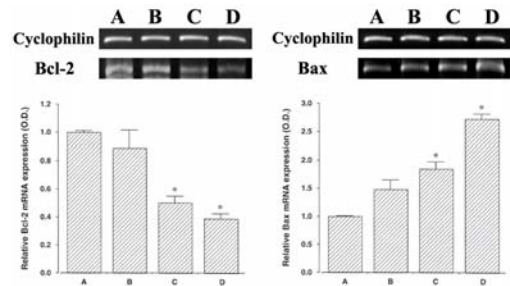 A B C D
Cyclophilin
Bcl-2
Relative Bcl-2 mRNA expression (O.D.)
1.2
1.0
0.8
0.6
0.4
0.2
0.0
* *
A B C D
A B C D
Cyclophilin
Bax
Relative Bax mRNA expression (O.D.)
3.0
2.5
2.0
1.5
1.0
0.5
0.0
* *
A B C D